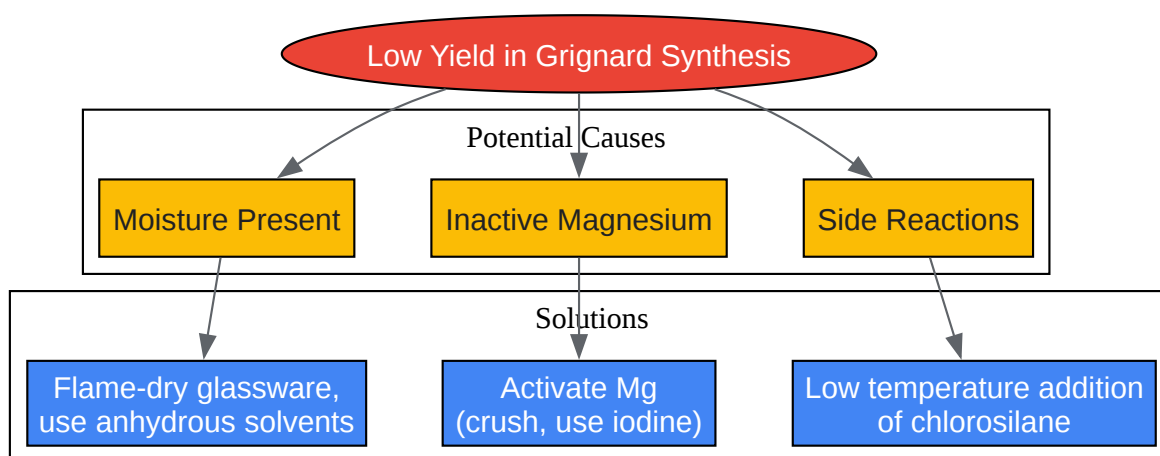 Low Yield in Grignard Synthesis
Potential Causes
Moisture Present
Inactive Magnesium
Side Reactions
Solutions
Flame-dry glassware,
use anhydrous solvents
Activate Mg
(crush, use iodine)
Low temperature addition
of chlorosilane